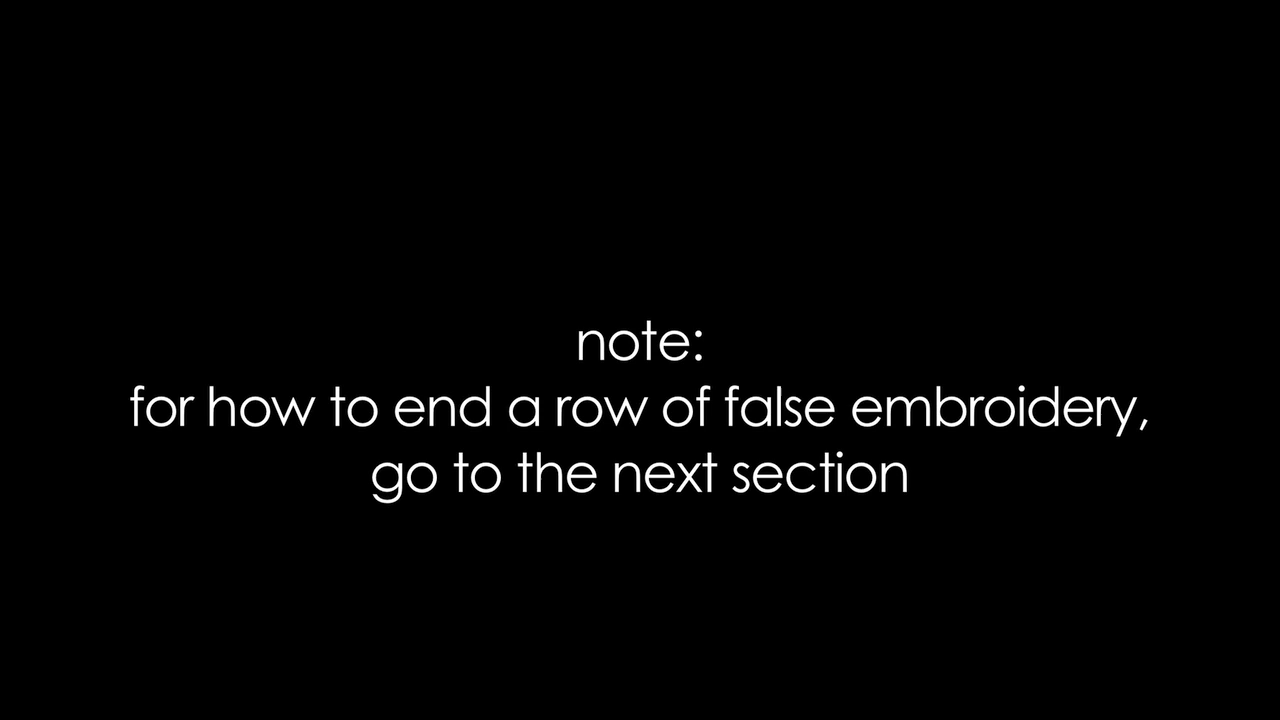 note:
for how to end a row of false embroidery,
go to the next section